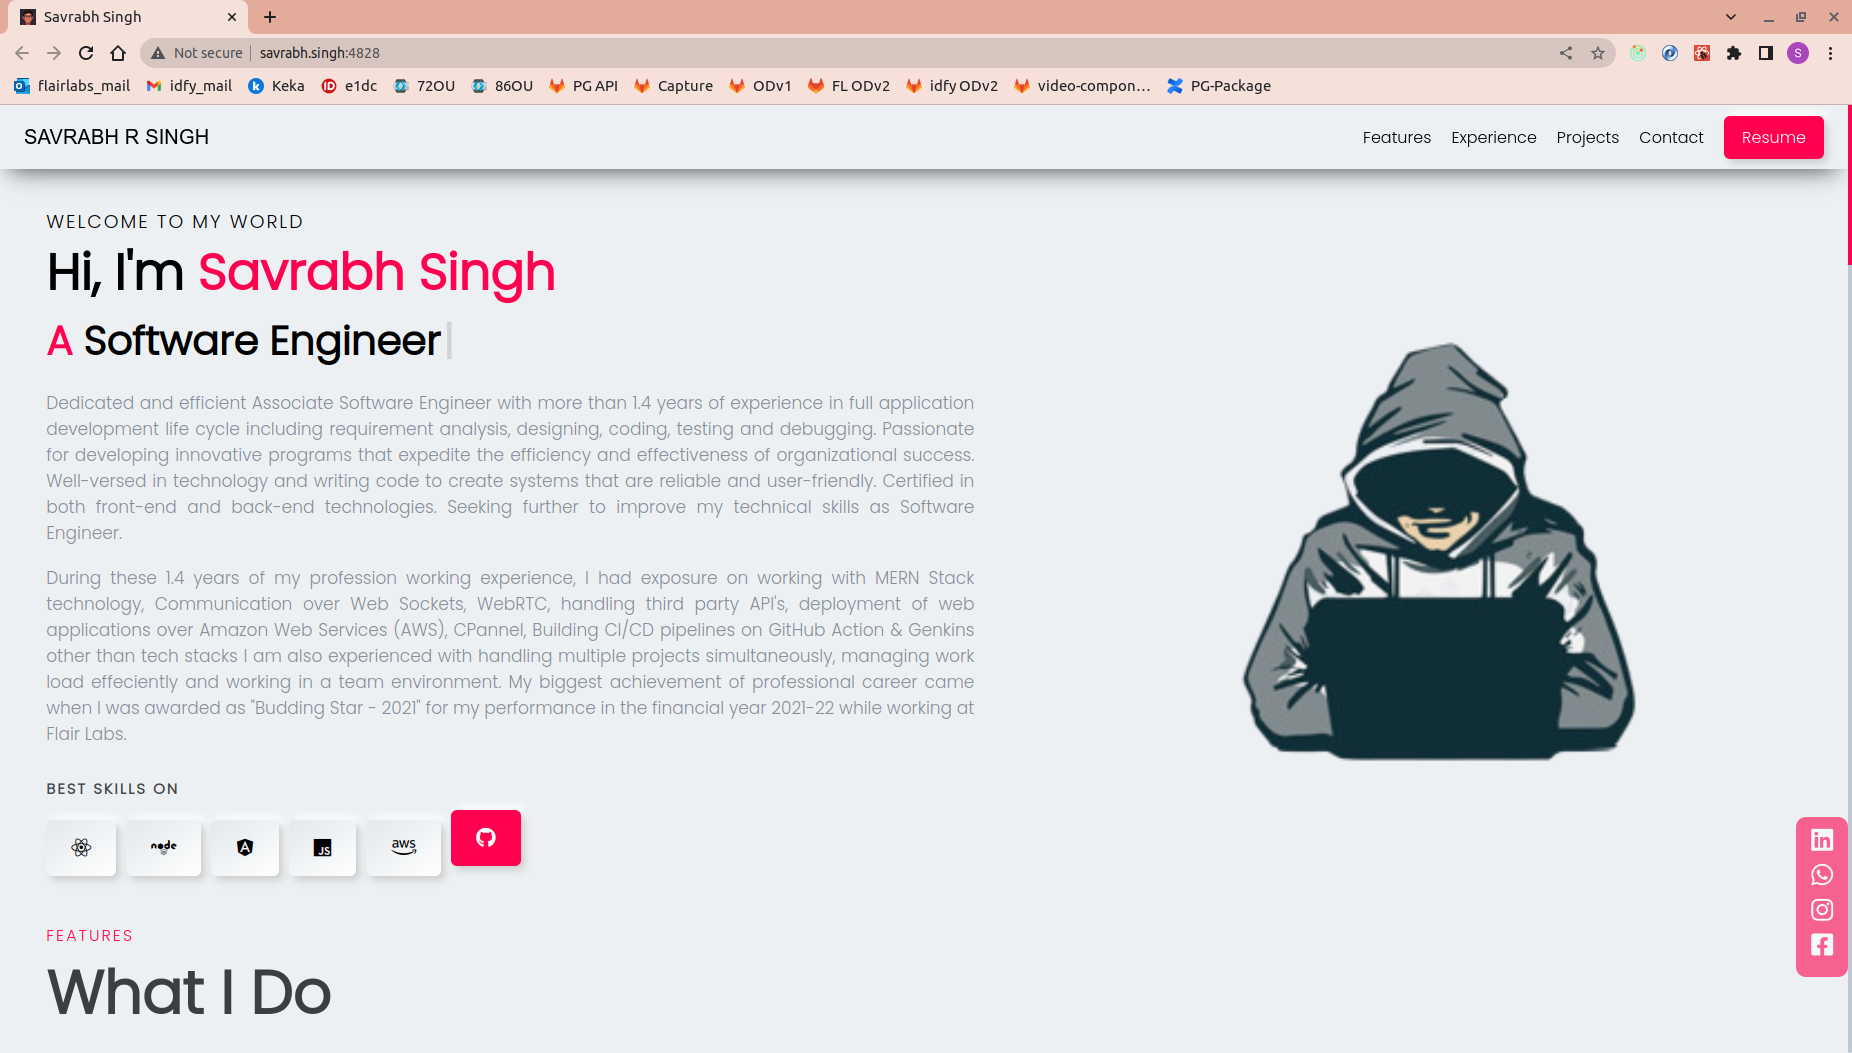 Savrabh Singh
Not secure savrabh.singh:4828
S
flairlabs_mail idfy_mail Keka e1dc 72OU 86OU PG API Capture ODv1 FL ODv2 idfy ODv2 video-compon... PG-Package
SAVRABH R SINGH
Features Experience Projects Contact Resume
WELCOME TO MY WORLD
Hi, I'm Savrabh Singh
A Software Engineer
Dedicated and efficient Associate Software Engineer with more than 1.4 years of experience in full application
development life cycle including requirement analysis, designing, coding, testing and debugging. Passionate
for developing innovative programs that expedite the efficiency and effectiveness of organizational success.
Well-versed in technology and writing code to create systems that are reliable and user-friendly. Certified in
both front-end and back-end technologies. Seeking further to improve my technical skills as Software
Engineer.
During these 1.4 years of my profession working experience, I had exposure on working with MERN Stack
technology, Communication over Web Sockets, WebRTC, handling third party API's, deployment of web
applications over Amazon Web Services (AWS), CPannel, Building CI/CD pipelines on GitHub Action & Genkins
other than tech stacks I am also experienced with handling multiple projects simultaneously, managing work
load effeciently and working in a team environment. My biggest achievement of professional career came
when I was awarded as "Budding Star - 2021" for my performance in the financial year 2021-22 while working at
Flair Labs.
BEST SKILLS ON
node JS aws
FEATURES
What I Do